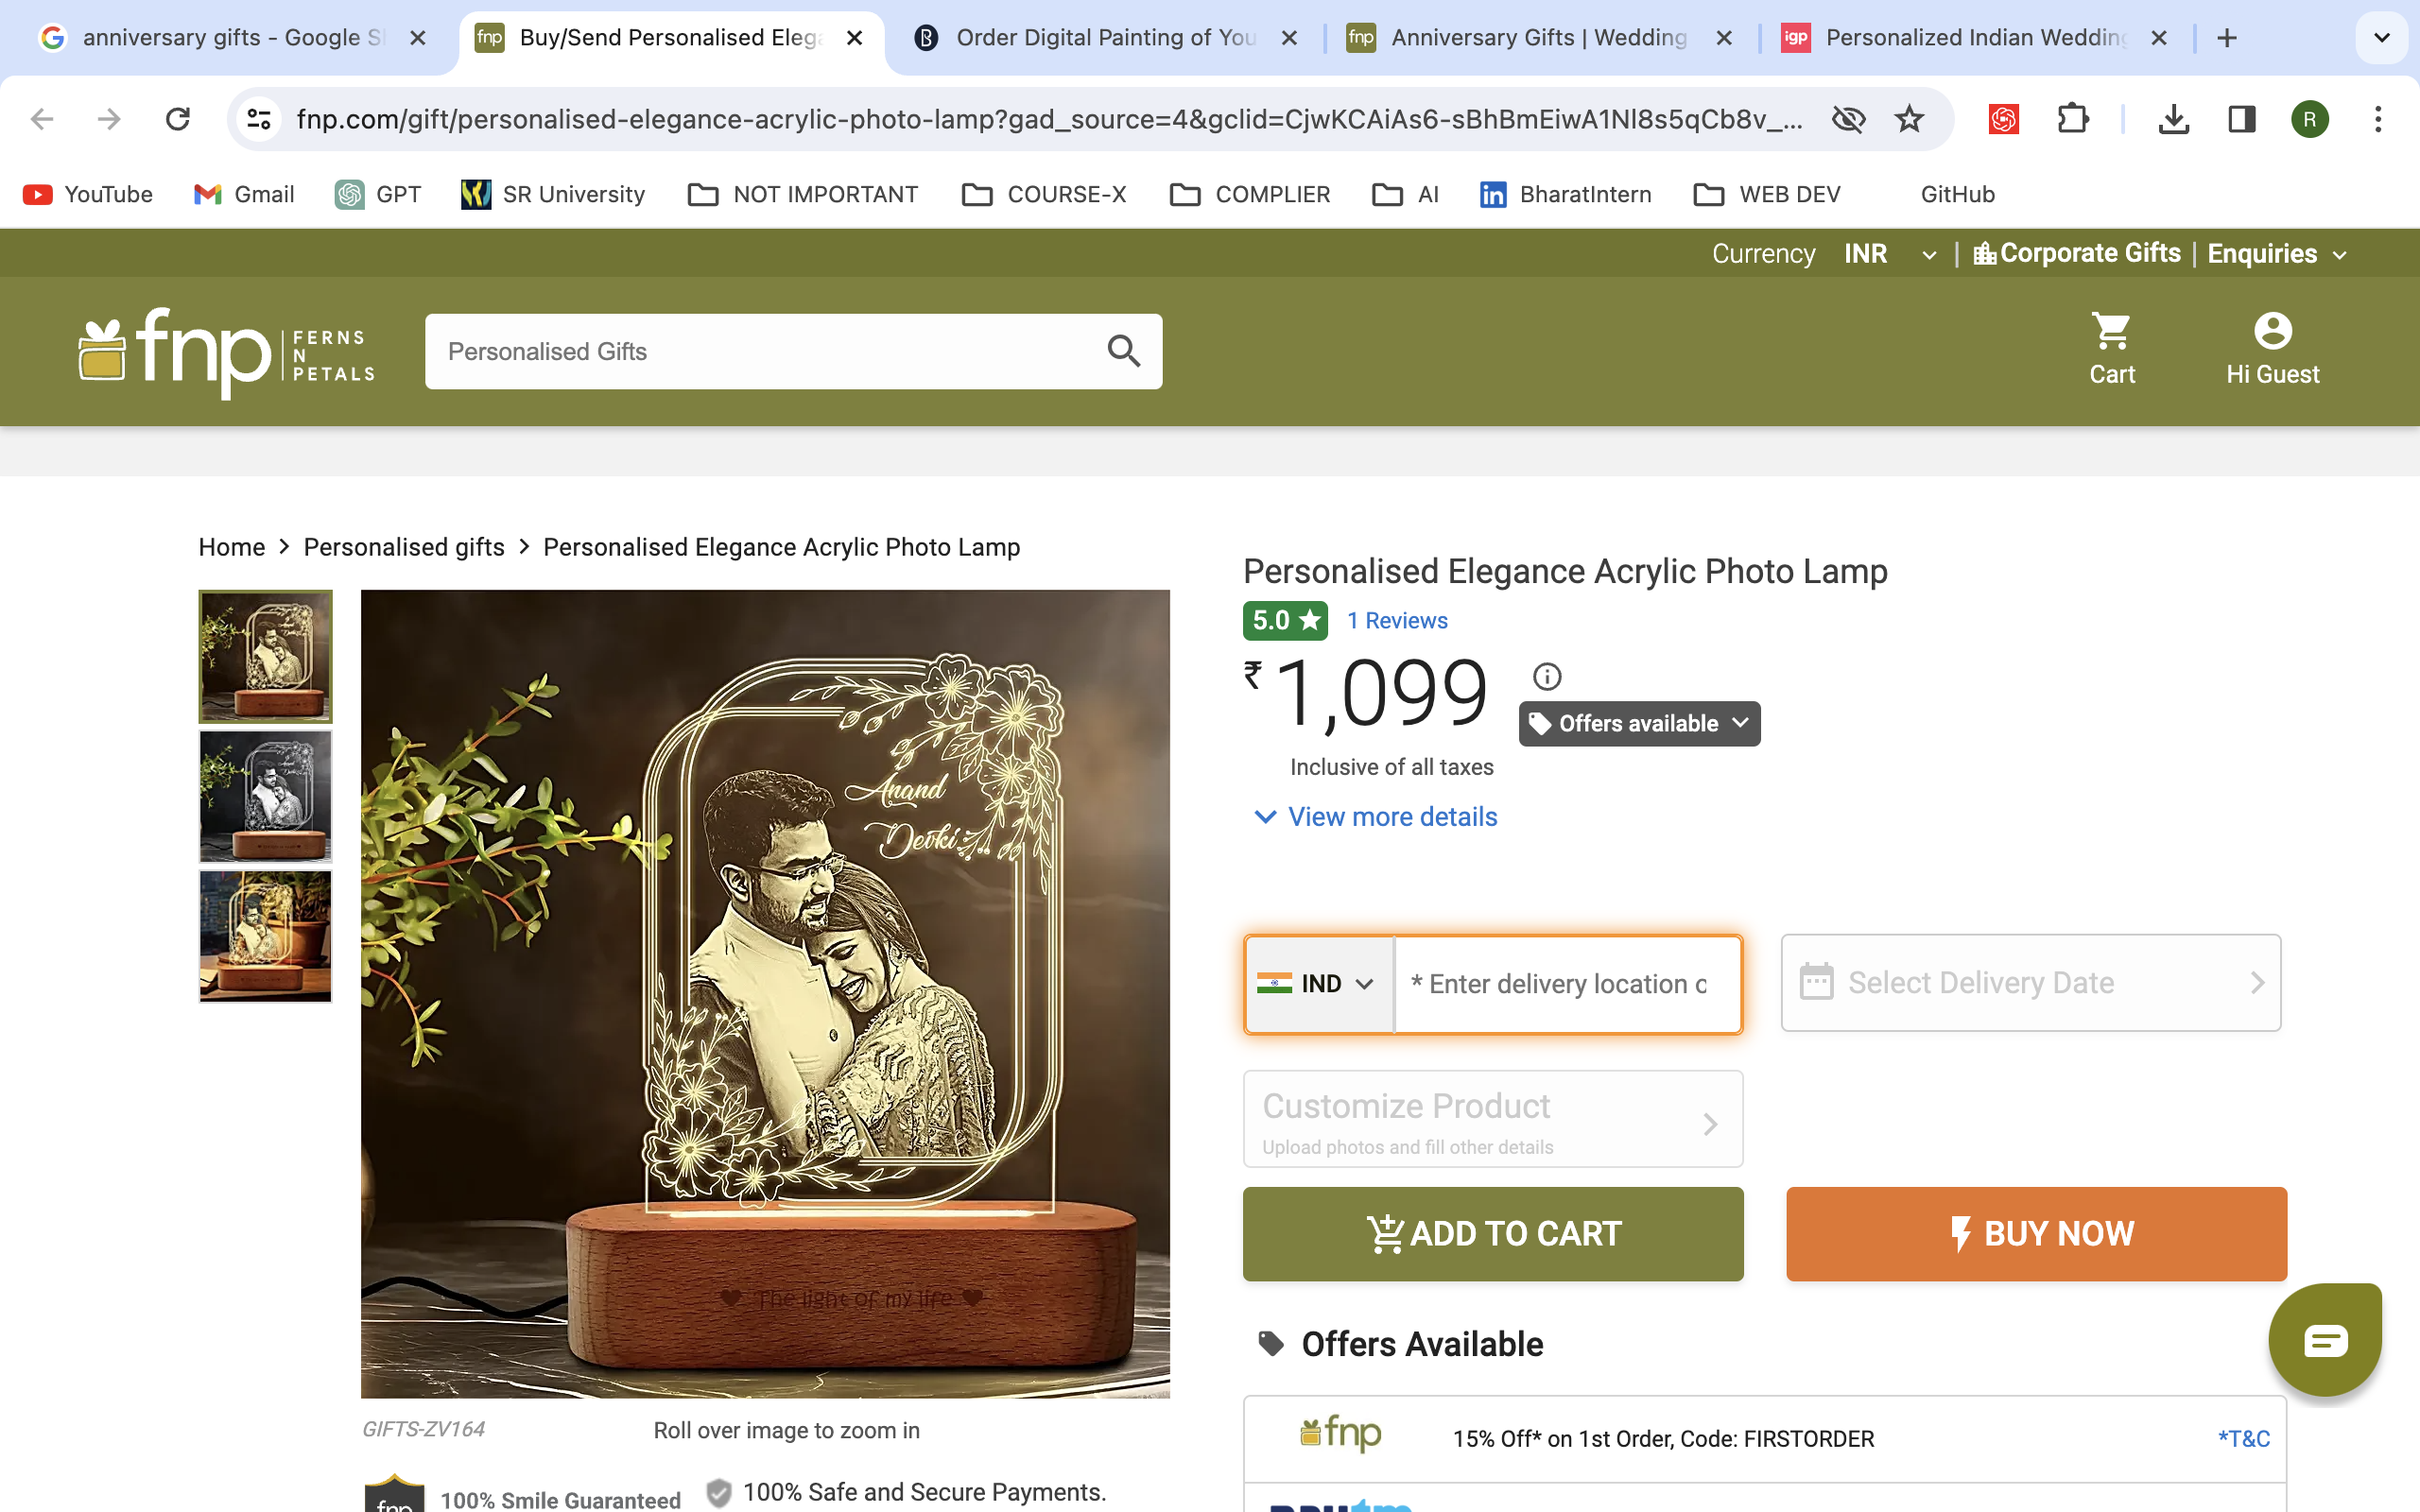 anniversary gifts - Google S
Buy/Send Personalised Eleg
Order Digital Painting of You
Anniversary Gifts | Wedding
Personalized Indian Wedding
fnp.com/gift/personalised-elegance-acrylic-photo-lamp?gad_source=4&gclid=CjwKCAiAs6-sBhBmEiwA1Nl8s5qCb8v_...
R
YouTube
Gmail
GPT
SR University
NOT IMPORTANT
COURSE-X
COMPLIER
AI
BharatIntern
WEB DEV
GitHub
Currency INR | Corporate Gifts | Enquiries
fnp FERNS
N
PETALS
Personalised Gifts
Cart
Hi Guest
Home > Personalised gifts > Personalised Elegance Acrylic Photo Lamp
Anand
Devki
The light of my life
GIFTS-ZV164
Roll over image to zoom in
fnp
100% Smile Guaranteed
100% Safe and Secure Payments.
Personalised Elegance Acrylic Photo Lamp
5.0 ★ 1 Reviews
₹ 1,099
Offers available
Inclusive of all taxes
View more details
IND
* Enter delivery location o
Select Delivery Date
Customize Product
Upload photos and fill other details
ADD TO CART
BUY NOW
Offers Available
fnp
15% Off* on 1st Order, Code: FIRSTORDER
*T&C